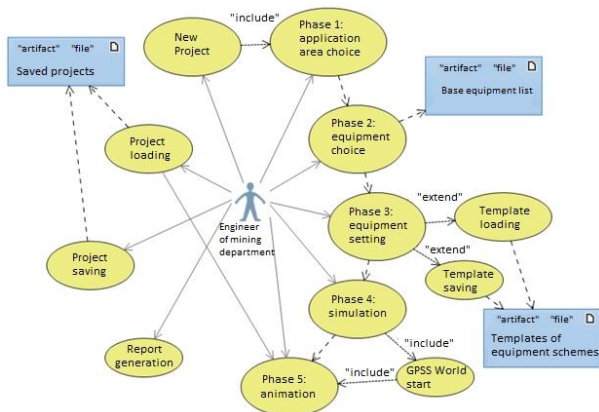 "include"
New
Project
Phase 1:
application
area choice
"artifact" "file"
Saved projects
"artifact" "file"
Base equipment list
Phase 2:
equipment
choice
Project
loading
Engineer
of mining
department
Phase 3:
equipment
setting
"extend"
Template
loading
"extend"
Template
saving
Project
saving
Phase 4:
simulation
"artifact" "file"
Templates of
equipment schemes
Report
generation
"include"
Phase 5:
animation
"include"
GPSS World
start